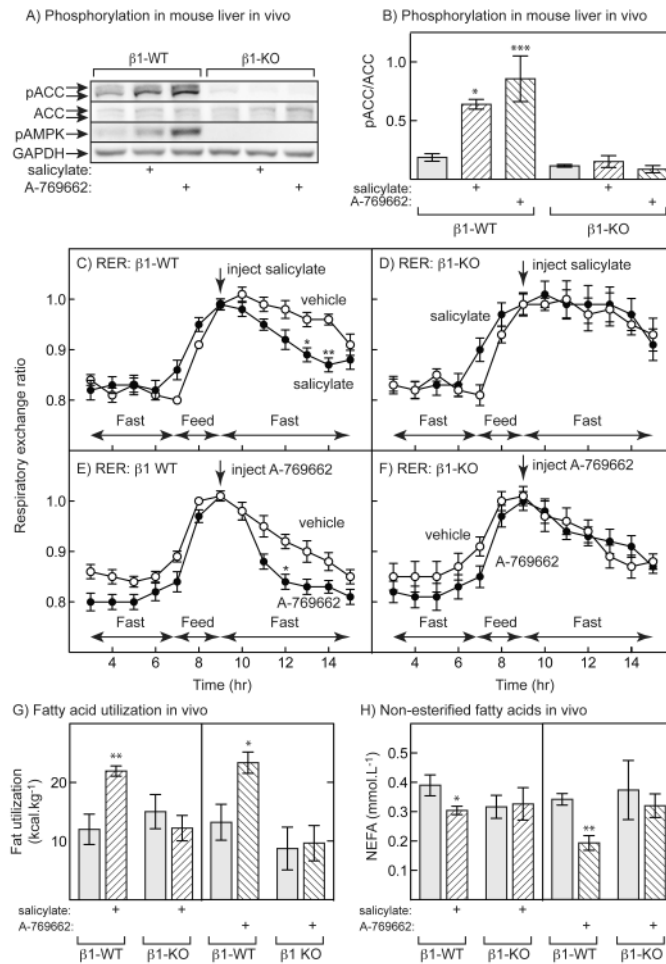 A) Phosphorylation in mouse liver in vivo
β1-WT β1-KO
pACC
ACC
pAMPK
GAPDH
salicylate: + +
A-769662: + +
B) Phosphorylation in mouse liver in vivo
pACC/ACC
1.0
0.5
* ***
salicylate: + +
A-769662: + +
β1-WT β1-KO
Respiratory exchange ratio
C) RER: β1-WT
inject salicylate
vehicle
salicylate
* **
1.0
0.9
0.8
Fast Feed Fast
D) RER: β1-KO
inject salicylate
salicylate
vehicle
Fast Feed Fast
E) RER: β1 WT
inject A-769662
vehicle
*
A-769662
1.0
0.9
0.8
Fast Feed Fast
4 6 8 10 12 14
Time (hr)
F) RER: β1-KO
inject A-769662
vehicle
A-769662
Fast Feed Fast
4 6 8 10 12 14
Time (hr)
G) Fatty acid utilization in vivo
Fat utilization
(kcal.kg-1)
20
10
** *
salicylate: + +
A-769662: + +
β1-WT β1-KO β1-WT β1 KO
H) Non-esterified fatty acids in vivo
NEFA (mmol.L-1)
0.4
0.3
0.2
0.1
* **
+ +
+ +
β1-WT β1-KO β1-WT β1-KO